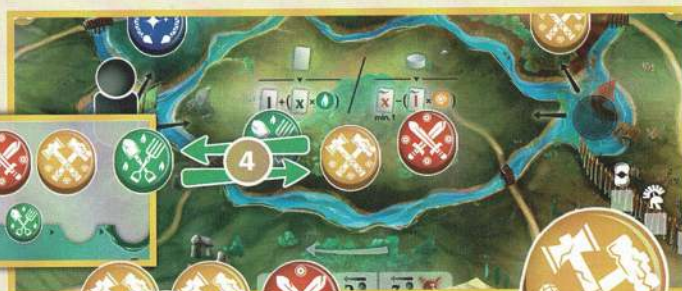 1 +( x × ) / x -( 1 × )
min.1
4